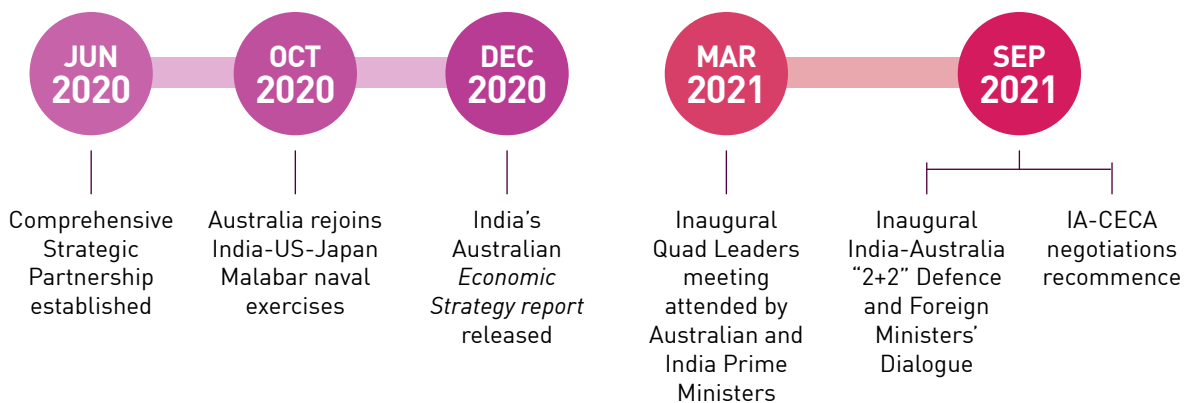 JUN
2020
OCT
2020
DEC
2020
MAR
2021
SEP
2021
Comprehensive
Strategic
Partnership
established
Australia rejoins
India-US-Japan
Malabar naval
exercises
India’s
Australian
Economic
Strategy report
released
Inaugural
Quad Leaders
meeting
attended by
Australian and
India Prime
Ministers
Inaugural
India-Australia
“2+2” Defence
and Foreign
Ministers’
Dialogue
IA-CECA
negotiations
recommence